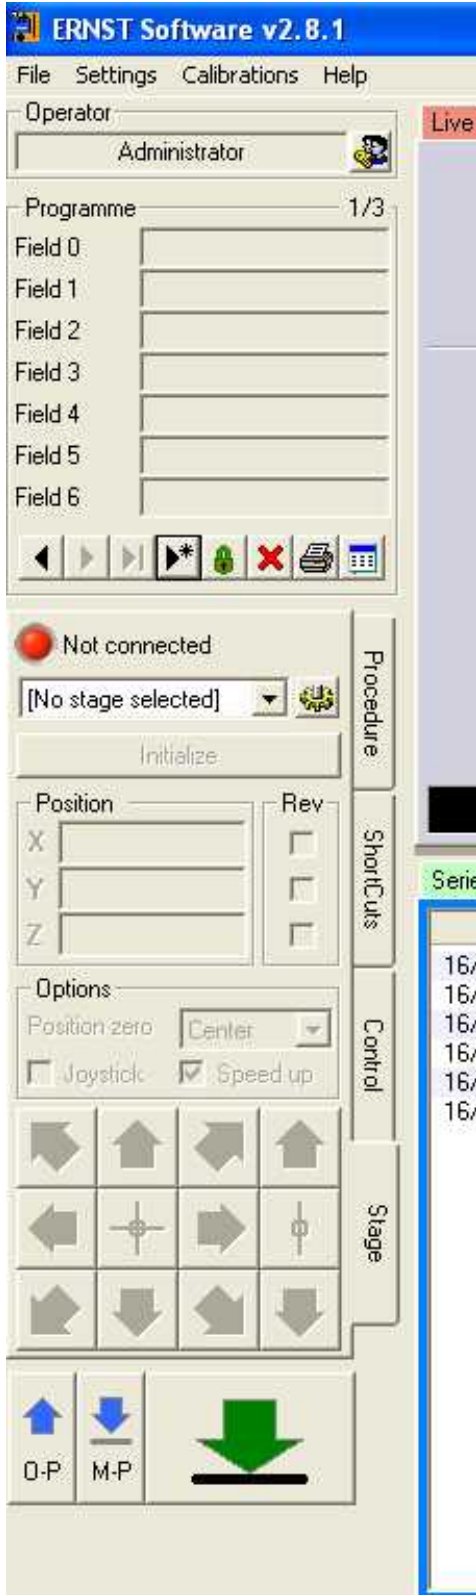 ERNST Software v2.8.1
File Settings Calibrations Help
Operator
Administrator
Programme 1/3
Field 0
Field 1
Field 2
Field 3
Field 4
Field 5
Field 6
Not connected
[No stage selected]
Initialize
Position Rev
X
Y
Z
Options
Position zero Center
Joystick Speed up
Procedure
ShortCuts
Control
Stage
O-P M-P
Live
Serie
16/
16/
16/
16/
16/
16/